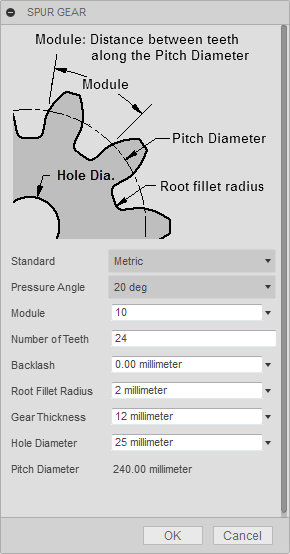 SPUR GEAR
Module: Distance between teeth
along the Pitch Diameter
Module
Pitch Diameter
Hole Dia.
Root fillet radius
Standard Metric
Pressure Angle 20 deg
Module 10
Number of Teeth 24
Backlash 0.00 millimeter
Root Fillet Radius 2 millimeter
Gear Thickness 12 millimeter
Hole Diameter 25 millimeter
Pitch Diameter 240.00 millimeter
OK Cancel